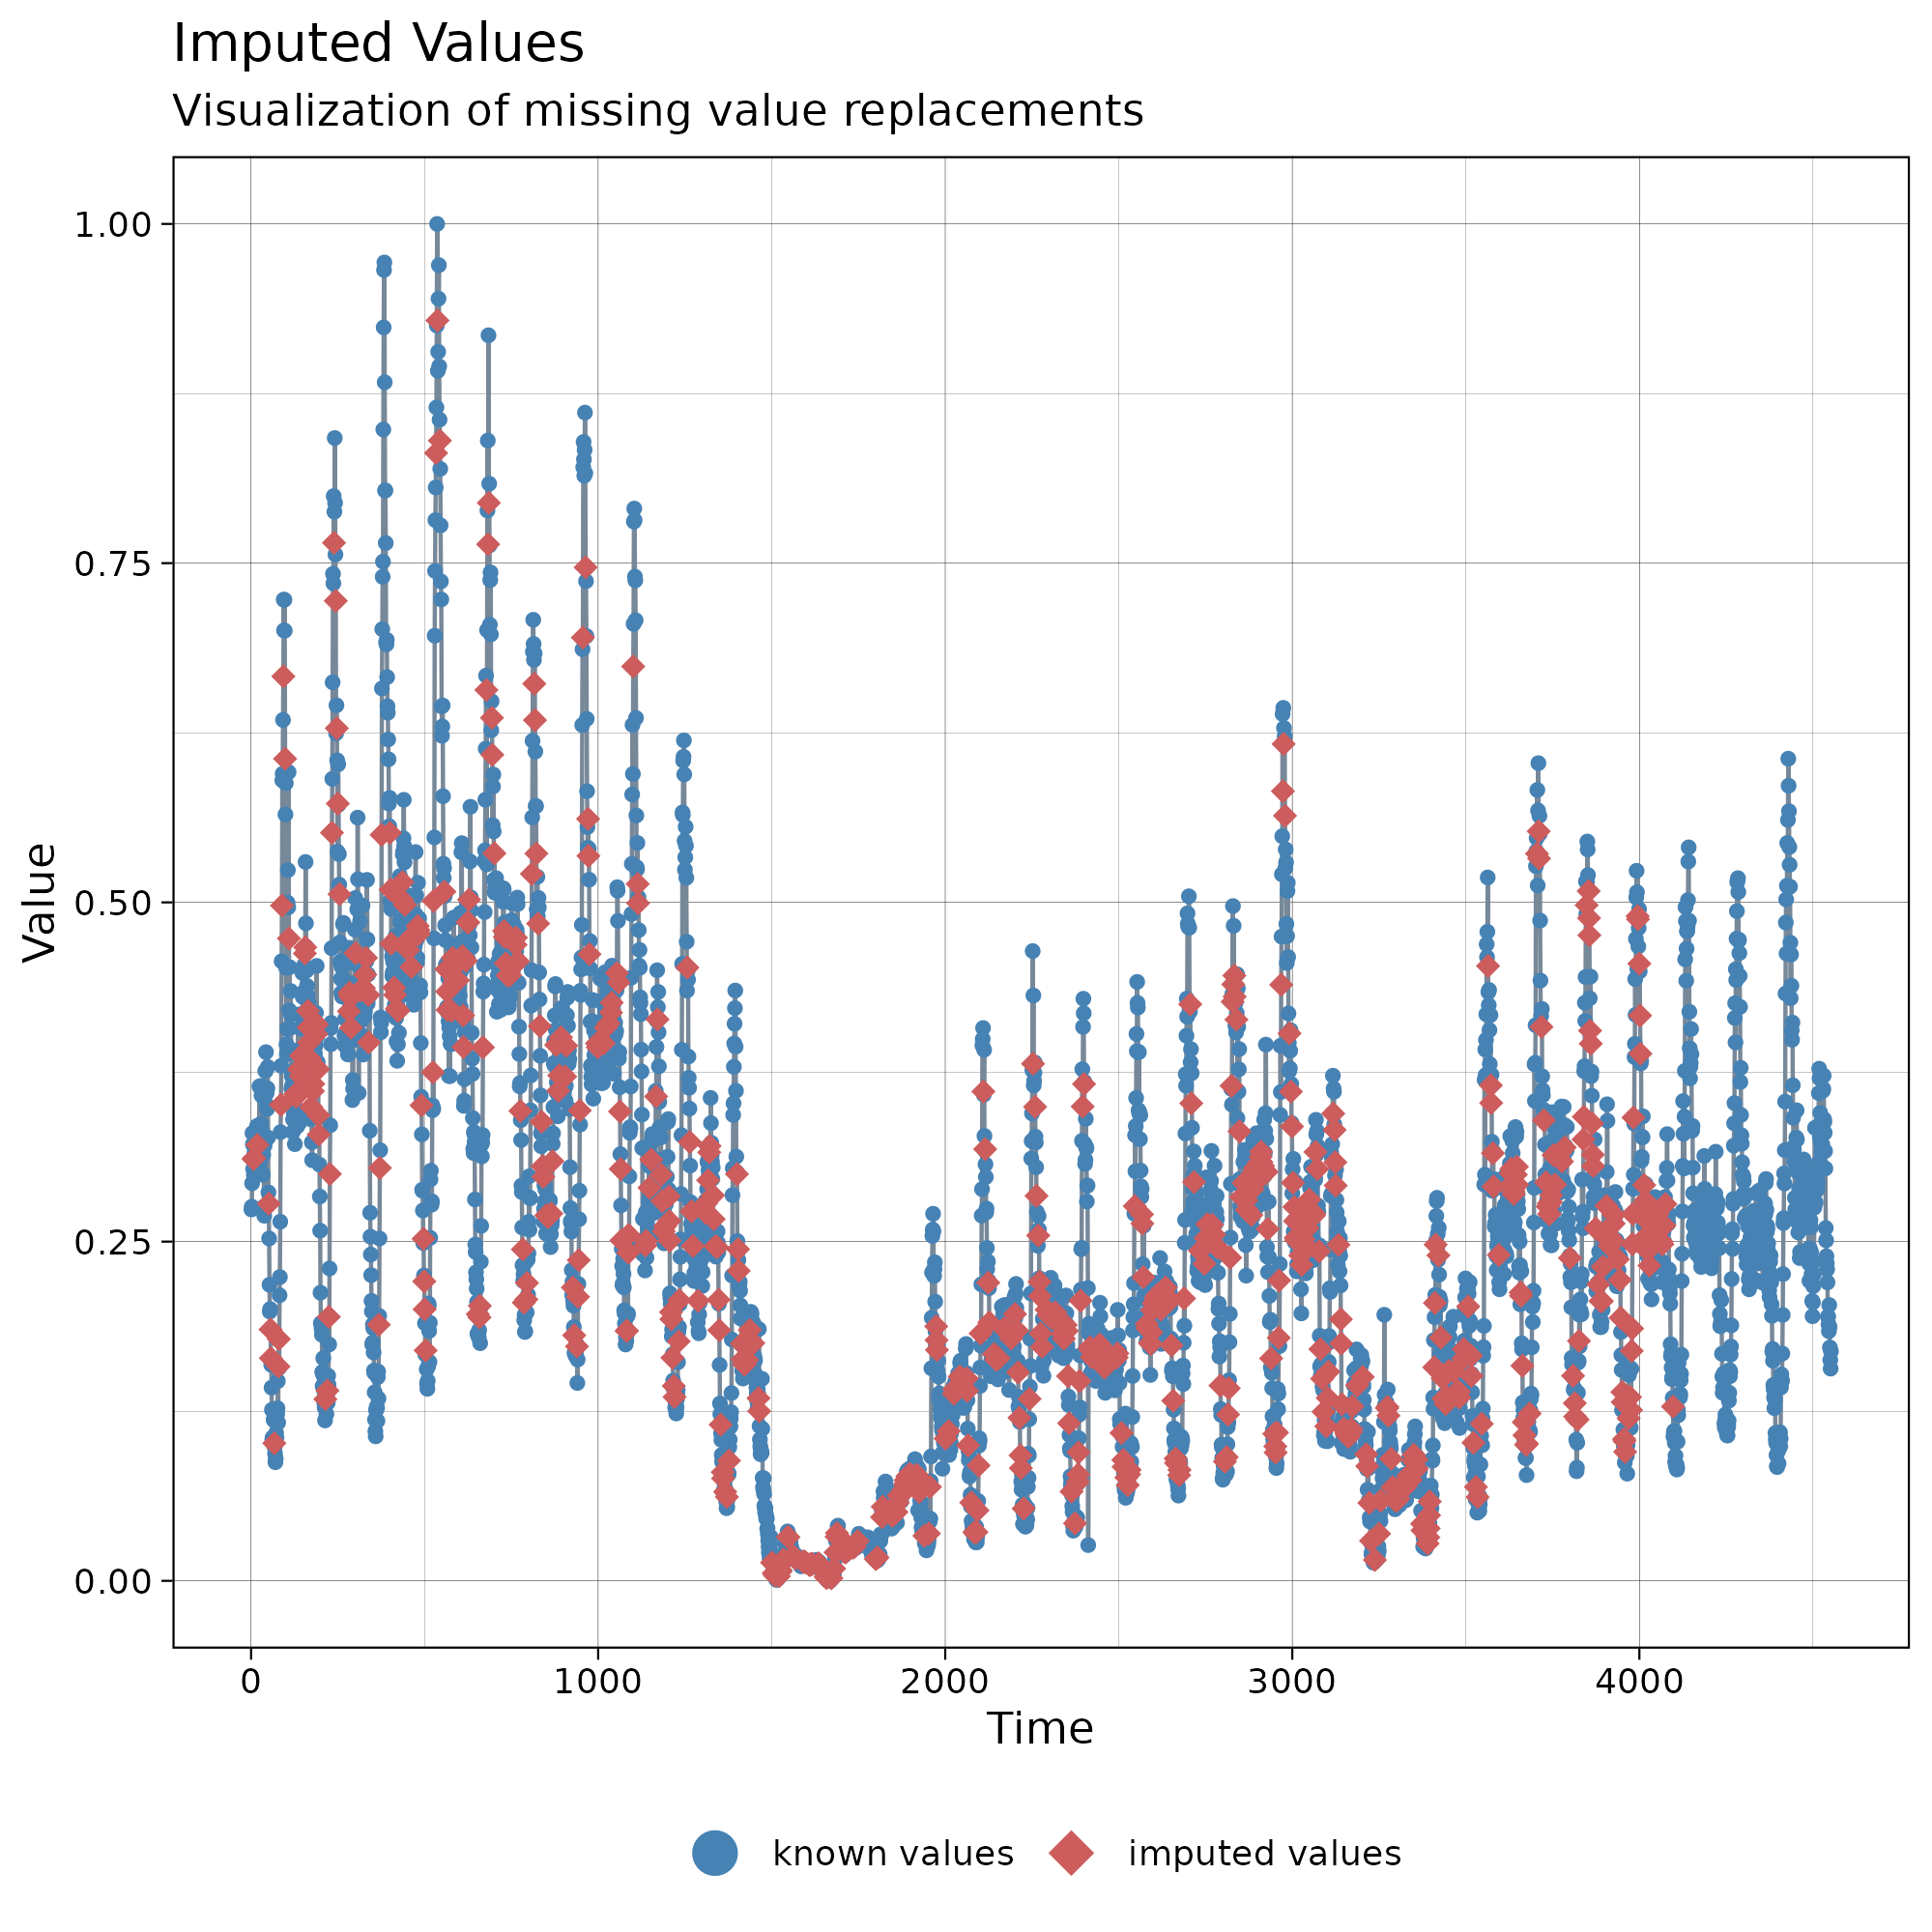 Imputed Values
Visualization of missing value replacements
1.00
0.75
0.50
0.25
0.00
Value
0 1000 2000 3000 4000
Time
known values imputed values